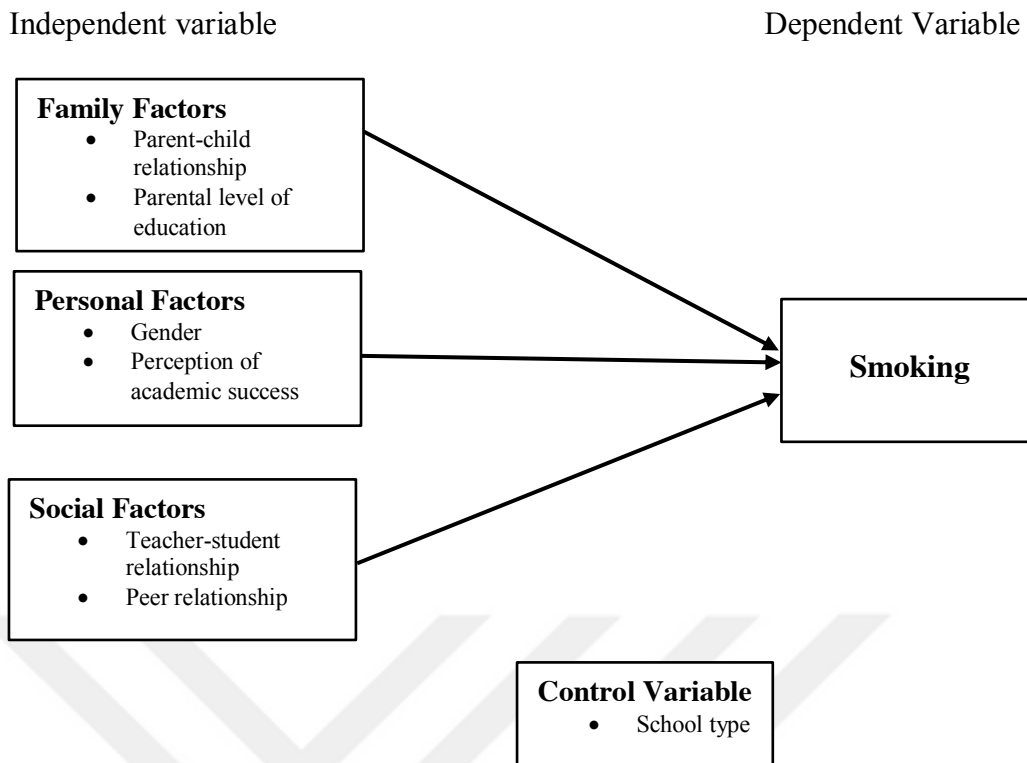 Independent variable
Dependent Variable
Family Factors
• Parent-child
relationship
• Parental level of
education
Personal Factors
• Gender
• Perception of
academic success
Smoking
Social Factors
• Teacher-student
relationship
• Peer relationship
Control Variable
• School type